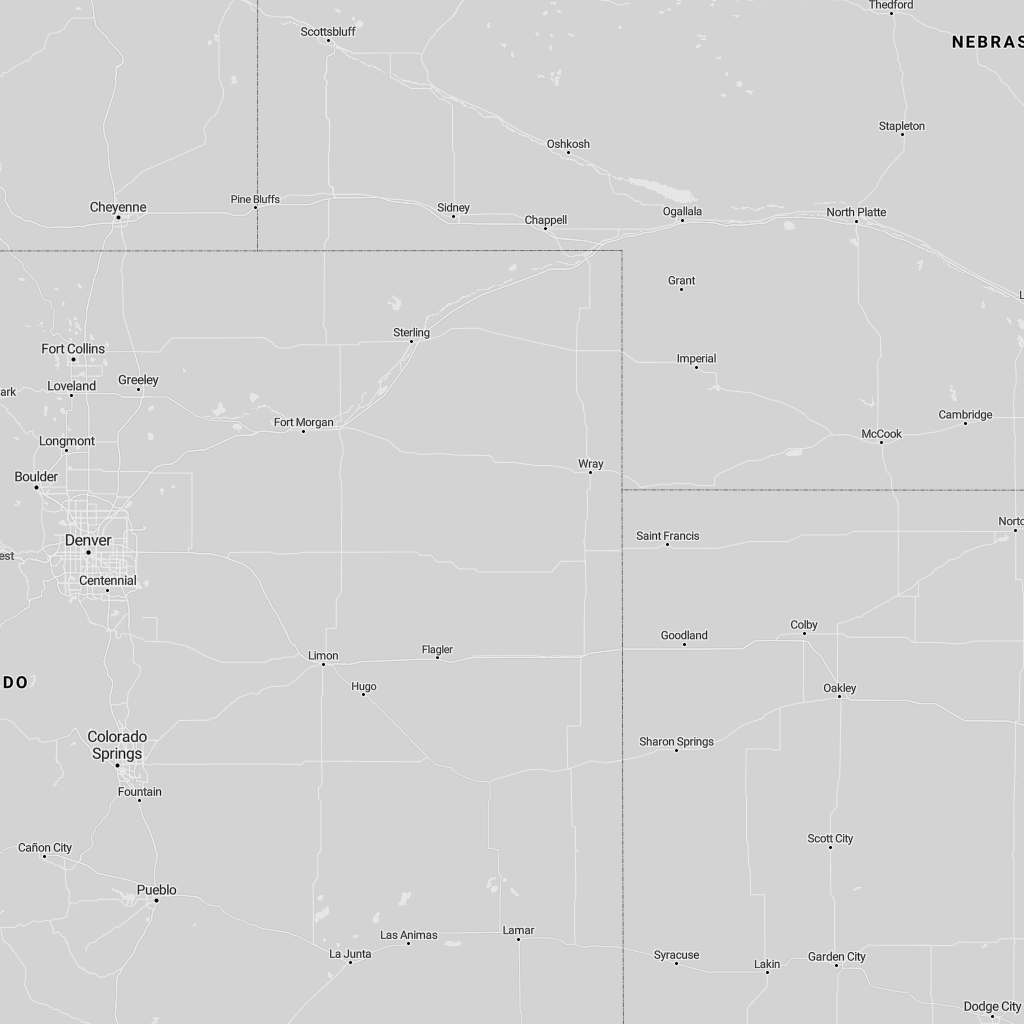 Thedford
Scottsbluff
NEBRAS
Stapleton
Oshkosh
Pine Bluffs
Cheyenne
Sidney
Chappell
Ogallala
North Platte
Grant
L
Sterling
Fort Collins
Imperial
Greeley
Loveland
ark
Cambridge
Fort Morgan
McCook
Longmont
Wray
Boulder
Norto
Saint Francis
Denver
est
Centennial
Colby
Goodland
Flagler
Limon
DO
Hugo
Oakley
Colorado
Springs
Sharon Springs
Fountain
Scott City
Cañon City
Pueblo
Lamar
Las Animas
La Junta
Syracuse
Garden City
Lakin
Dodge City